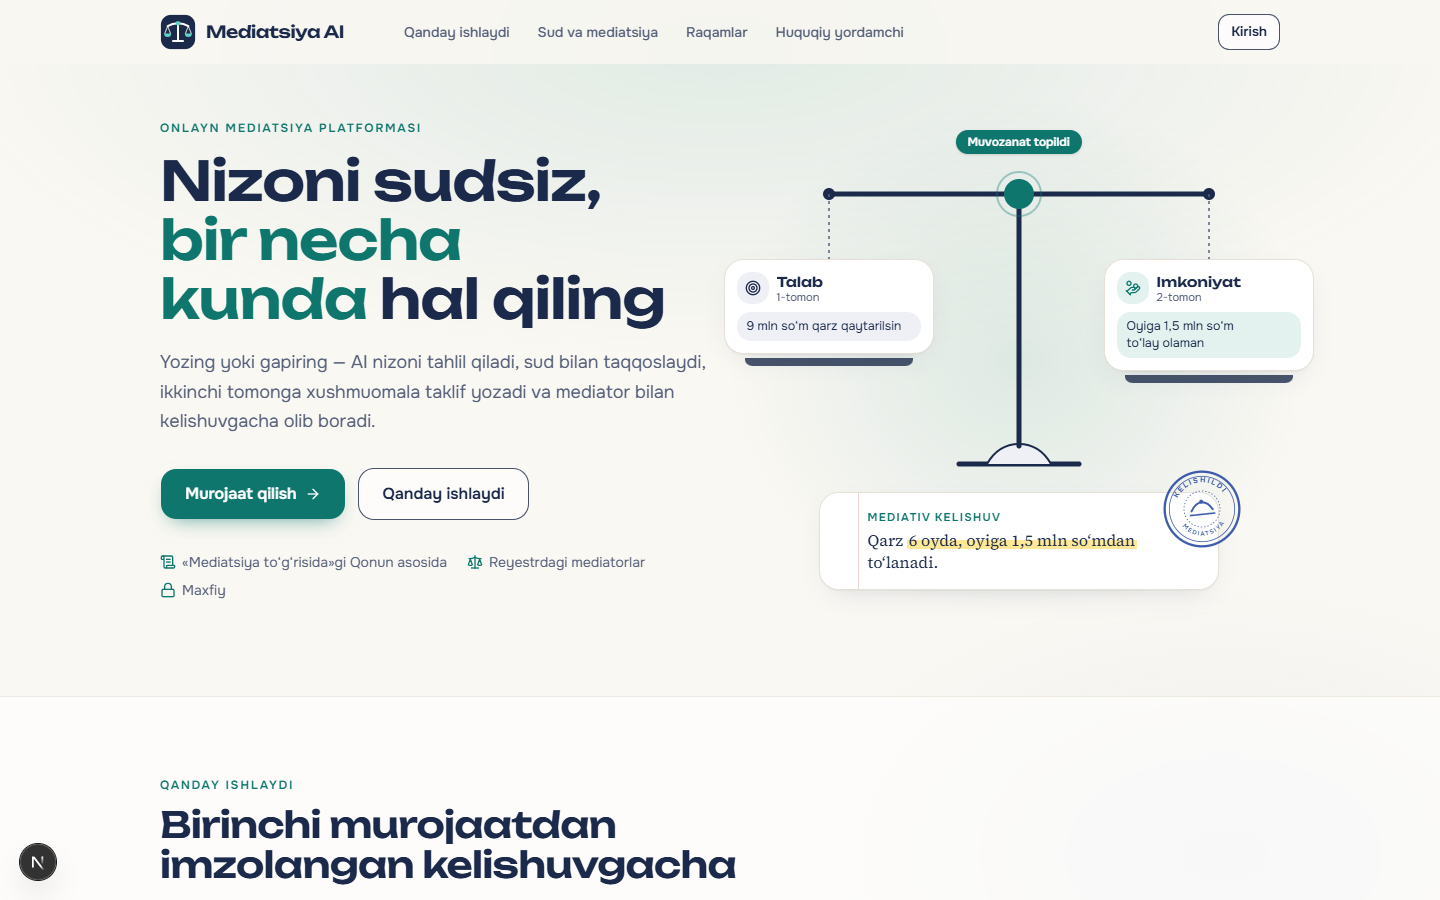 Mediatsiya AI
Qanday ishlaydi
Sud va mediatsiya
Raqamlar
Huquqiy yordamchi
Kirish
ONLAYN MEDIATSIYA PLATFORMASI
Nizoni sudsiz,
bir necha
kunda hal qiling
Yozing yoki gapiring — AI nizoni tahlil qiladi, sud bilan taqqoslaydi,
ikkinchi tomonga xushmuomala taklif yozadi va mediator bilan
kelishuvgacha olib boradi.
Murojaat qilish →
Qanday ishlaydi
«Mediatsiya to‘g‘risida»gi Qonun asosida
Reyestrdagi mediatorlar
Maxfiy
Muvozanat topildi
Talab
1-tomon
9 mln so‘m qarz qaytarilsin
Imkoniyat
2-tomon
Oyiga 1,5 mln so‘m
to‘lay olaman
MEDIATIV KELISHUV
Qarz 6 oyda, oyiga 1,5 mln so‘mdan
to‘lanadi.
KELISHILDI
MEDIATSIYA
QANDAY ISHLAYDI
Birinchi murojaatdan
imzolangan kelishuvgacha
N